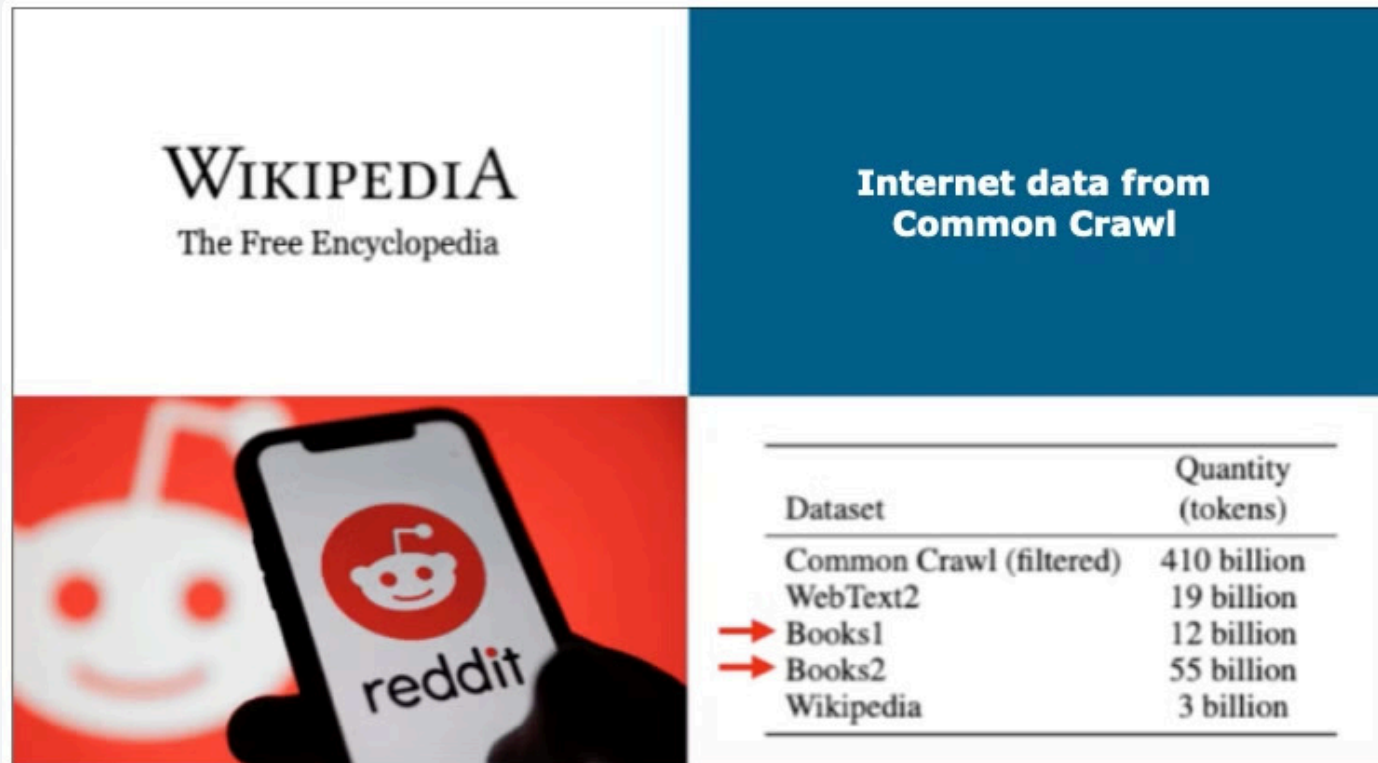 WIKIPEDIA
The Free Encyclopedia
Internet data from
Common Crawl
reddit
Quantity
Dataset (tokens)
Common Crawl (filtered) 410 billion
WebText2 19 billion
Books1 12 billion
Books2 55 billion
Wikipedia 3 billion